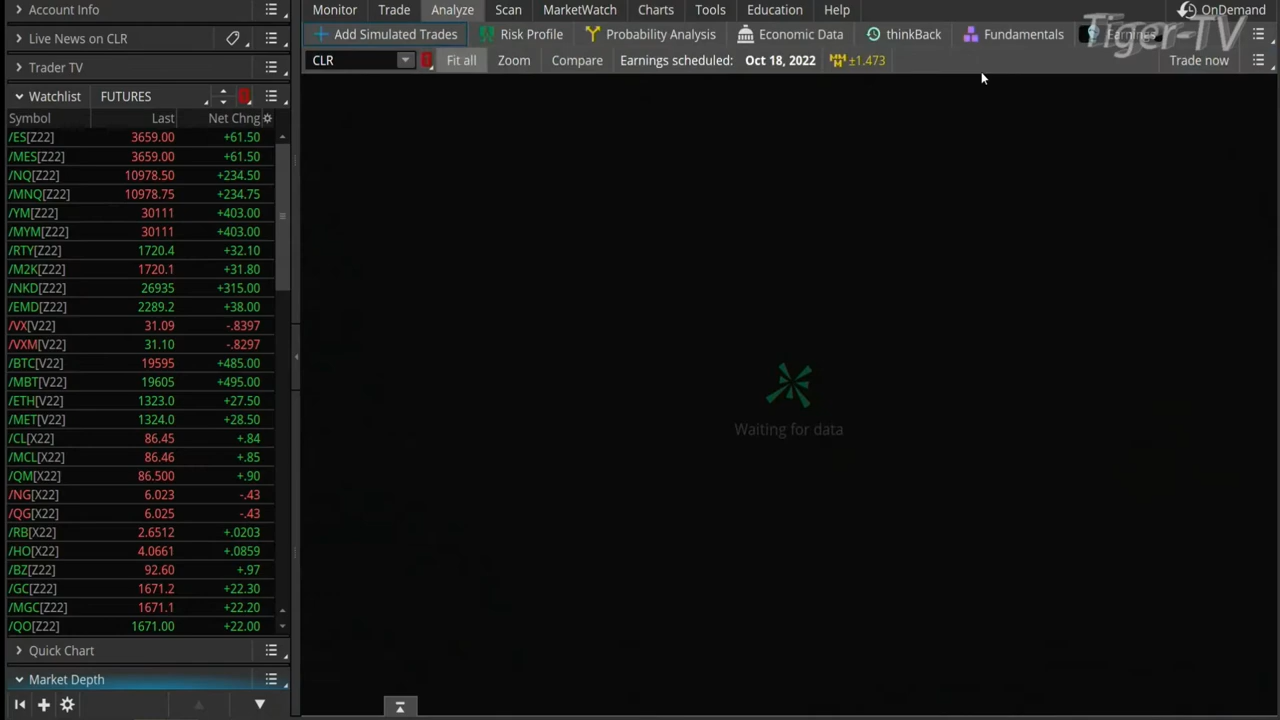 Account Info
Live News on CLR
Trader TV
Watchlist FUTURES
Symbol Last Net Chng
/ES[Z22] 3659.00 +61.50
/MES[Z22] 3659.00 +61.50
/NQ[Z22] 10978.50 +234.50
/MNQ[Z22] 10978.75 +234.75
/YM[Z22] 30111 +403.00
/MYM[Z22] 30111 +403.00
/RTY[Z22] 1720.4 +32.10
/M2K[Z22] 1720.1 +31.80
/NKD[Z22] 26935 +315.00
/EMD[Z22] 2289.2 +38.00
/VX[V22] 31.09 -.8397
/VXM[V22] 31.10 -.8297
/BTC[V22] 19595 +485.00
/MBT[V22] 19605 +495.00
/ETH[V22] 1323.0 +27.50
/MET[V22] 1324.0 +28.50
/CL[X22] 86.45 +.84
/MCL[X22] 86.46 +.85
/QM[X22] 86.500 +.90
/NG[X22] 6.023 -.43
/QG[X22] 6.025 -.43
/RB[X22] 2.6512 +.0203
/HO[X22] 4.0661 +.0859
/BZ[Z22] 92.60 +.97
/GC[Z22] 1671.2 +22.30
/MGC[Z22] 1671.1 +22.20
/QO[Z22] 1671.00 +22.00
Quick Chart
Market Depth
Monitor Trade Analyze Scan MarketWatch Charts Tools Education Help OnDemand
Add Simulated Trades Risk Profile Probability Analysis Economic Data thinkBack Fundamentals Earnings
Tiger-TV
CLR Fit all Zoom Compare Earnings scheduled: Oct 18, 2022 ±1.473 Trade now
Waiting for data